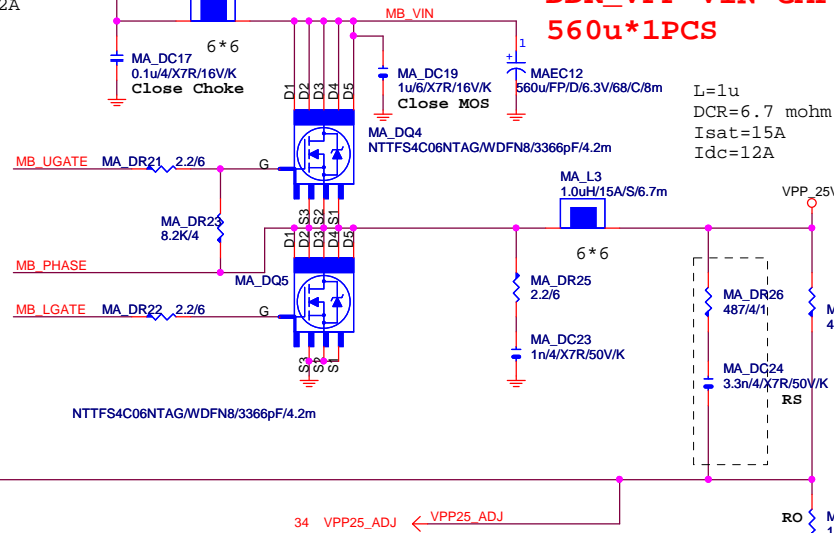 2A
DDR_VPP VIN CAP
560u*1PCS
MB_VIN
6*6
MA_DC17
0.1u/4/X7R/16V/K
Close Choke
D1
D2
D3
D4
D5
MA_DC19
1u/6/X7R/16V/K
Close MOS
1
+
MAEC12
560u/FP/D/6.3V/68/C/8m
L=1u
DCR=6.7 mohm
Isat=15A
Idc=12A
MA_DQ4
NTTFS4C06NTAG/WDFN8/3366pF/4.2m
MB_UGATE
MA_DR21
2.2/6
G
S3
S2
S1
MA_L3
1.0uH/15A/S/6.7m
6*6
VPP_25V
MA_DR23
8.2K/4
D1
D2
D3
D4
D5
MB_PHASE
MA_DQ5
MB_LGATE
MA_DR22
2.2/6
G
S3
S2
S1
MA_DR25
2.2/6
MA_DC23
1n/4/X7R/50V/K
MA_DR26
487/4/1
M
4
MA_DC24
3.3n/4/X7R/50V/K
RS
NTTFS4C06NTAG/WDFN8/3366pF/4.2m
34 VPP25_ADJ
VPP25_ADJ
RO
M
1